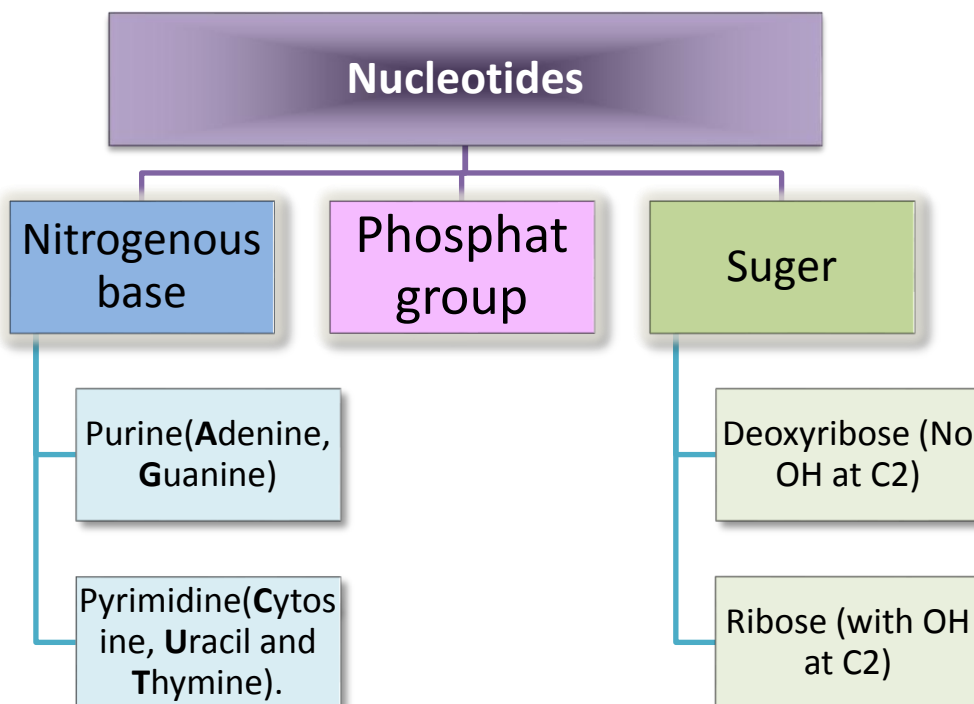 Nucleotides
Nitrogenous
base
Phosphat
group
Suger
Purine(Adenine,
Guanine)
Deoxyribose (No
OH at C2)
Pyrimidine(Cytos
ine, Uracil and
Thymine).
Ribose (with OH
at C2)